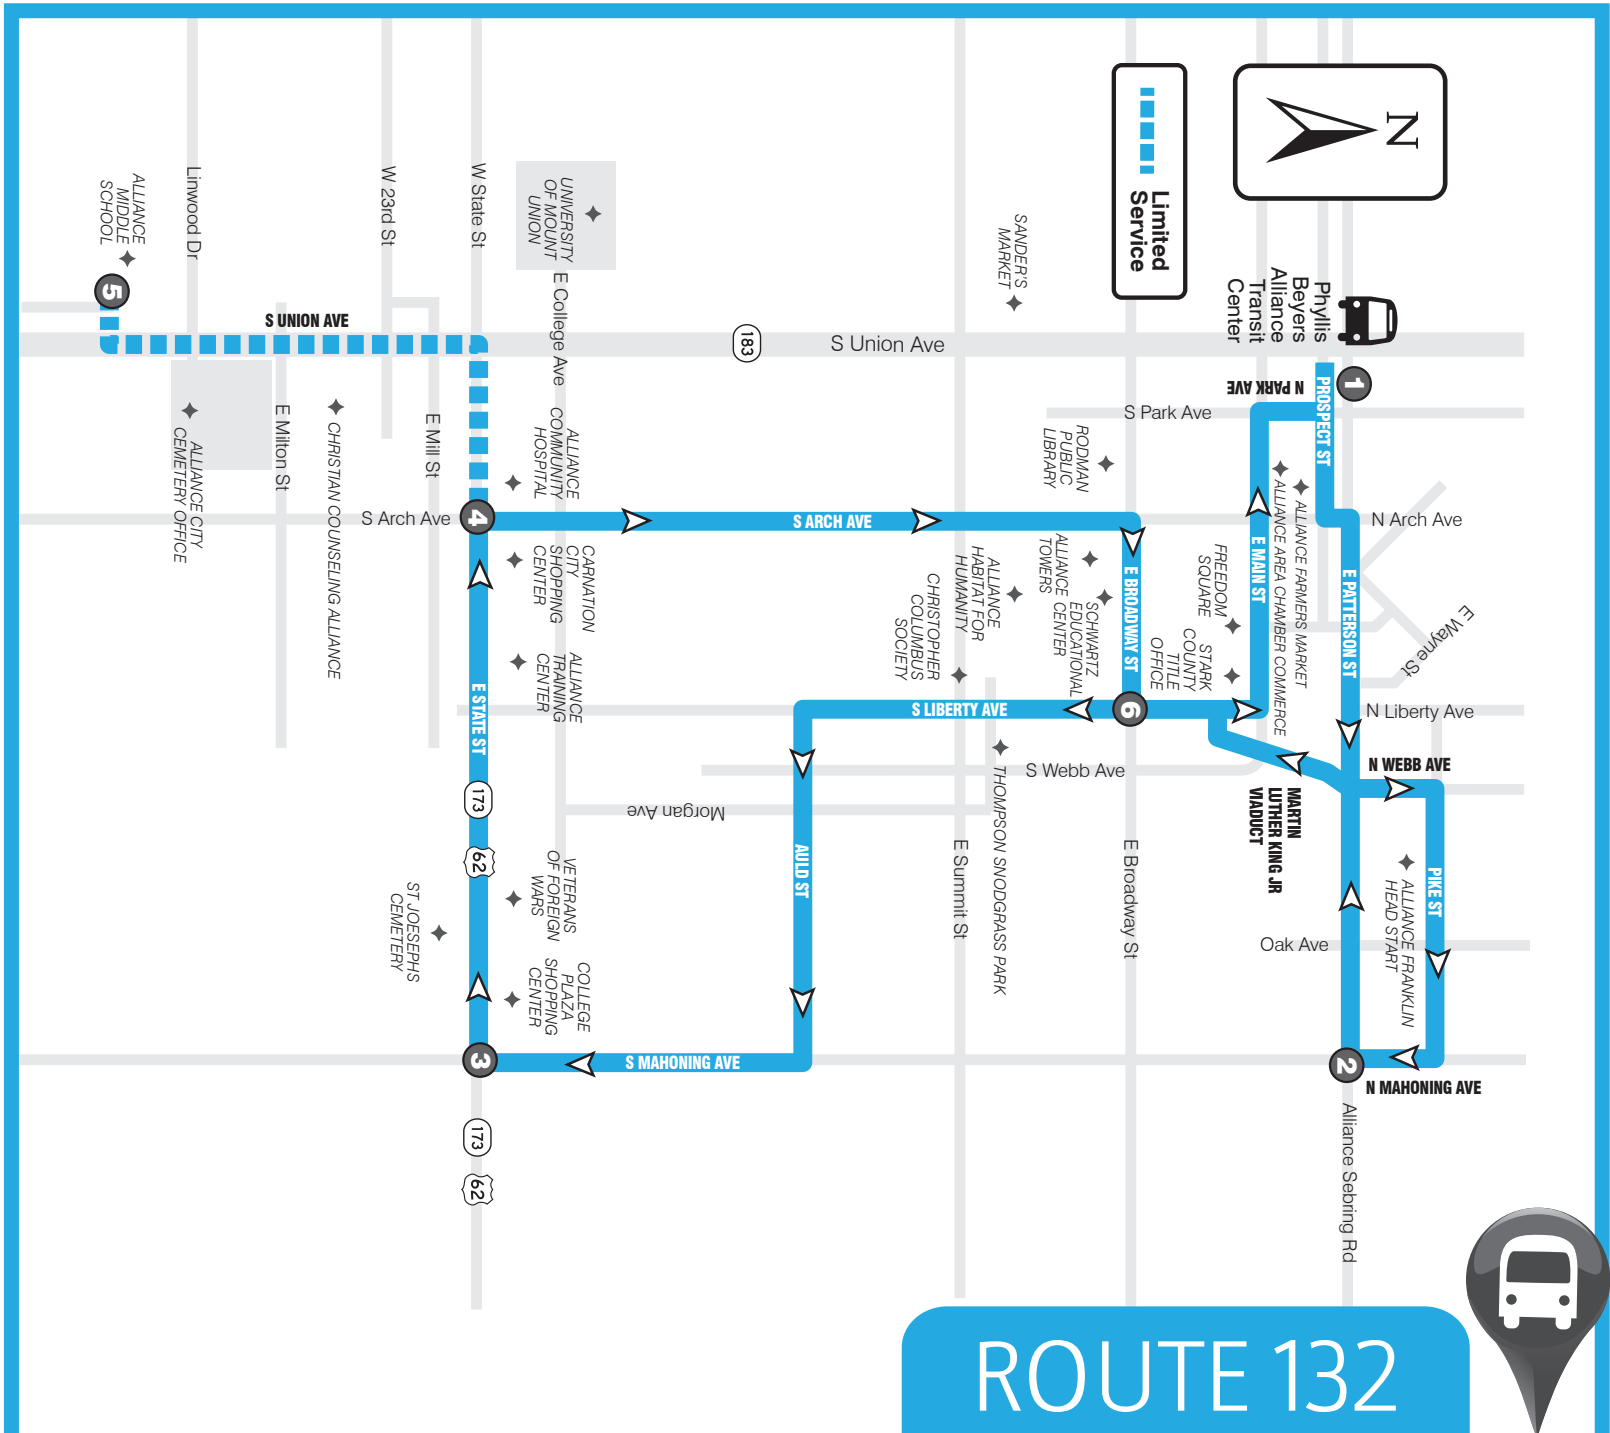 N
Limited
Service
Phyllis
Beyers
Alliance
Transit
Center
1
N PARK AVE
PROSPECT ST
S Park Ave
SANDER'S
MARKET
S Union Ave
183
W State St
W 23rd St
Linwood Dr
UNIVERSITY
OF MOUNT
UNION
E College Ave
ALLIANCE
MIDDLE
SCHOOL
5
S UNION AVE
E Milton St
E Mill St
ALLIANCE CITY
CEMETERY OFFICE
CHRISTIAN COUNSELING ALLIANCE
ALLIANCE
COMMUNITY
HOSPITAL
S Arch Ave
4
S ARCH AVE
N Arch Ave
RODMAN
PUBLIC
LIBRARY
CARNATION
CITY
SHOPPING
CENTER
ALLIANCE
TRAINING
CENTER
E STATE ST
173
62
ALLIANCE
HABITAT FOR
HUMANITY
CHRISTOPHER
COLUMBUS
SOCIETY
ALLIANCE
TOWERS
SCHWARTZ
EDUCATIONAL
CENTER
E BROADWAY ST
6
FREEDOM
SQUARE
STARK
COUNTY
TITLE
OFFICE
E MAIN ST
ALLIANCE FARMERS MARKET
ALLIANCE AREA CHAMBER COMMERCE
E PATTERSON ST
E Wayne St
N Liberty Ave
S LIBERTY AVE
N WEBB AVE
S Webb Ave
Morgan Ave
THOMPSON SNODGRASS PARK
MARTIN
LUTHER KING JR
VIADUCT
AULD ST
E Summit St
E Broadway St
PIKE ST
ALLIANCE FRANKLIN
HEAD START
Oak Ave
VETERANS
OF FOREIGN
WARS
ST JOESEPHS
CEMETERY
COLLEGE
PLAZA
SHOPPING
CENTER
3
S MAHONING AVE
2
N MAHONING AVE
173
62
Alliance Sebring Rd
ROUTE 132